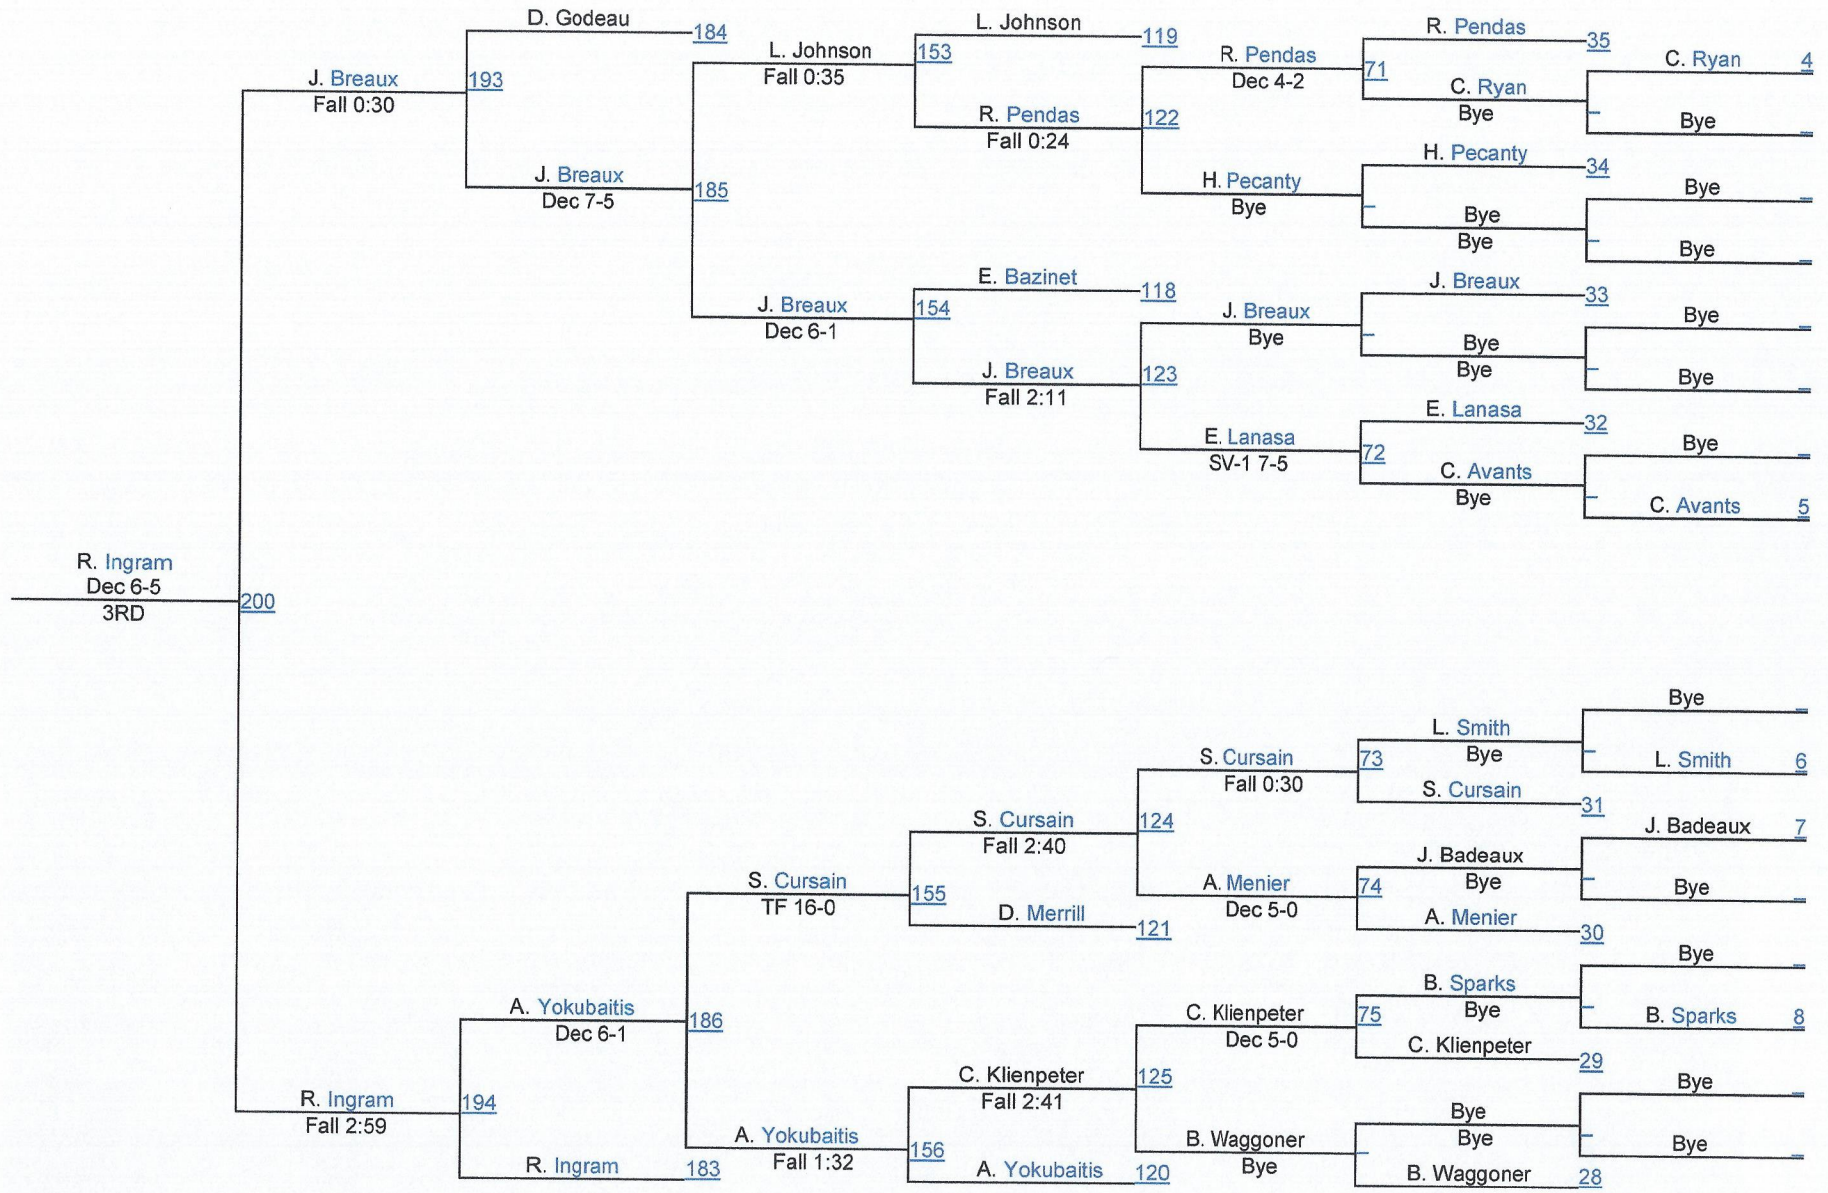 D. Godeau
184
L. Johnson
Fall 0:35
153
L. Johnson
119
R. Pendas
Dec 4-2
71
R. Pendas
35
C. Ryan
4
J. Breaux
Fall 0:30
193
C. Ryan
Bye
Bye
R. Pendas
Fall 0:24
122
J. Breaux
Dec 7-5
185
H. Pecanty
Bye
H. Pecanty
34
Bye
Bye
Bye
Bye
J. Breaux
Dec 6-1
154
E. Bazinet
118
J. Breaux
Bye
J. Breaux
33
Bye
Bye
Bye
Bye
J. Breaux
Fall 2:11
123
E. Lanasa
SV-1 7-5
72
E. Lanasa
32
Bye
C. Avants
Bye
C. Avants
5
R. Ingram
Dec 6-5
3RD
200
Bye
L. Smith
Bye
L. Smith
6
S. Cursain
Fall 0:30
73
S. Cursain
31
S. Cursain
Fall 2:40
124
J. Badeaux
7
J. Badeaux
Bye
Bye
S. Cursain
TF 16-0
155
A. Menier
Dec 5-0
74
A. Menier
30
D. Merrill
121
Bye
B. Sparks
Bye
B. Sparks
8
A. Yokubaitis
Dec 6-1
186
C. Klienpeter
Dec 5-0
75
C. Klienpeter
29
C. Klienpeter
Fall 2:41
125
Bye
Bye
Bye
Bye
R. Ingram
Fall 2:59
194
A. Yokubaitis
Fall 1:32
156
B. Waggoner
Bye
B. Waggoner
28
R. Ingram
183
A. Yokubaitis
120